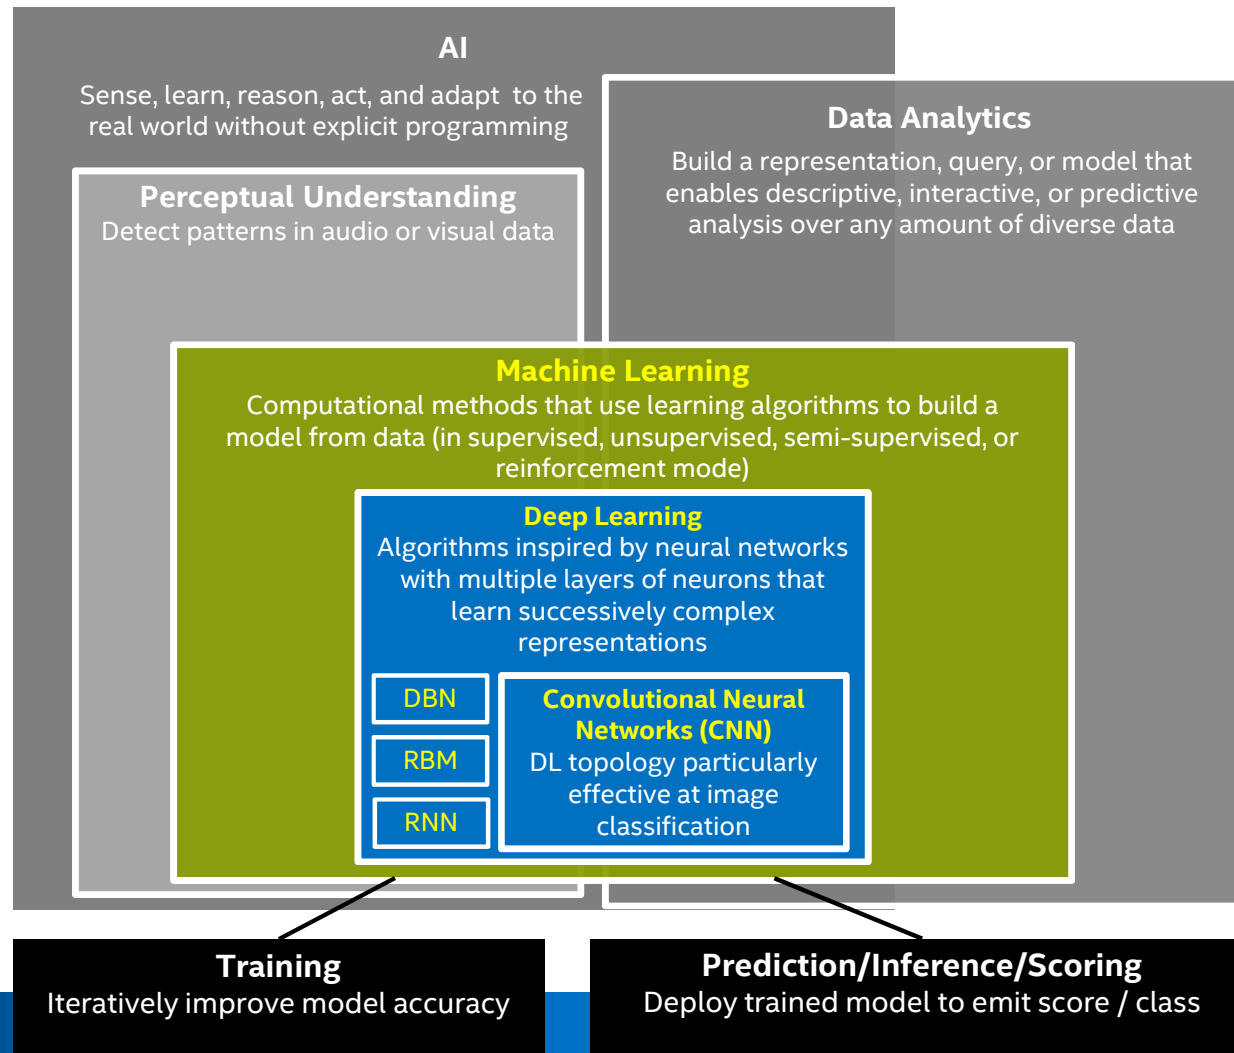 AI
Sense, learn, reason, act, and adapt to the
real world without explicit programming
Data Analytics
Build a representation, query, or model that
enables descriptive, interactive, or predictive
analysis over any amount of diverse data
Perceptual Understanding
Detect patterns in audio or visual data
Machine Learning
Computational methods that use learning algorithms to build a
model from data (in supervised, unsupervised, semi-supervised, or
reinforcement mode)
Deep Learning
Algorithms inspired by neural networks
with multiple layers of neurons that
learn successively complex
representations
DBN
RBM
RNN
Convolutional Neural
Networks (CNN)
DL topology particularly
effective at image
classification
Training
Iteratively improve model accuracy
Prediction/Inference/Scoring
Deploy trained model to emit score / class